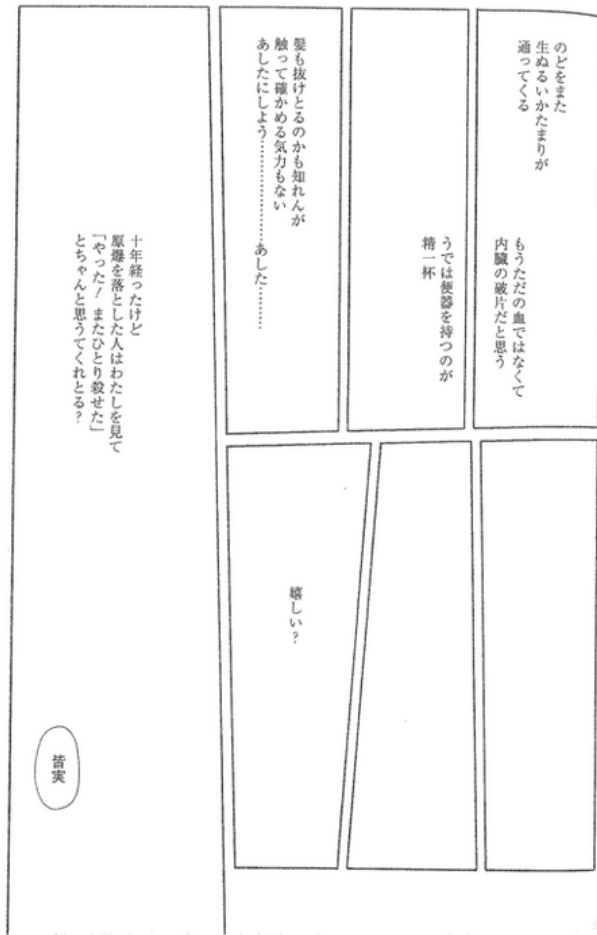 のどをまた
生ぬるいかたまりが
通ってくる
もうただの血ではなくて
内臓の破片だと思う
うでは便器を持つのが
精一杯
髪も抜けとるのかも知れんが
触って確かめる気力もない
あしたにしよう……………………あした…………
嬉しい？
十年経ったけど
原爆を落とした人はわたしを見て
「やった！またひとり殺せた」
とちゃんと思うてくれとる？
皆実